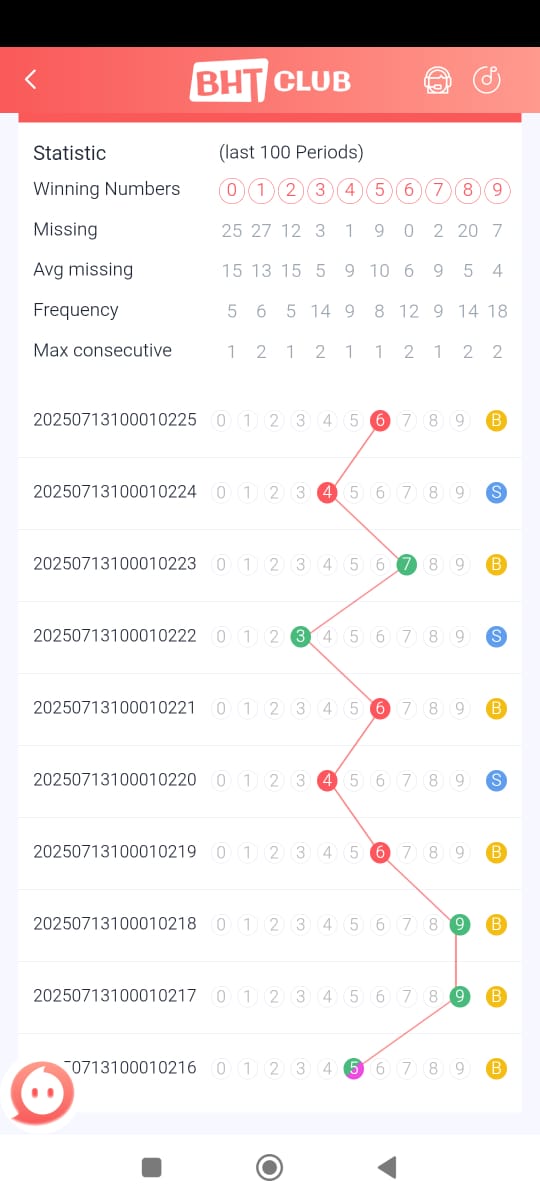 BHT CLUB
Statistic (last 100 Periods)
Winning Numbers 0 1 2 3 4 5 6 7 8 9
Missing 25 27 12 3 1 9 0 2 20 7
Avg missing 15 13 15 5 9 10 6 9 5 4
Frequency 5 6 5 14 9 8 12 9 14 18
Max consecutive 1 2 1 2 1 1 2 1 2 2
20250713100010225 0 1 2 3 4 5 6 7 8 9 B
20250713100010224 0 1 2 3 4 5 6 7 8 9 S
20250713100010223 0 1 2 3 4 5 6 7 8 9 B
20250713100010222 0 1 2 3 4 5 6 7 8 9 S
20250713100010221 0 1 2 3 4 5 6 7 8 9 B
20250713100010220 0 1 2 3 4 5 6 7 8 9 S
20250713100010219 0 1 2 3 4 5 6 7 8 9 B
20250713100010218 0 1 2 3 4 5 6 7 8 9 B
20250713100010217 0 1 2 3 4 5 6 7 8 9 B
0713100010216 0 1 2 3 4 5 6 7 8 9 B